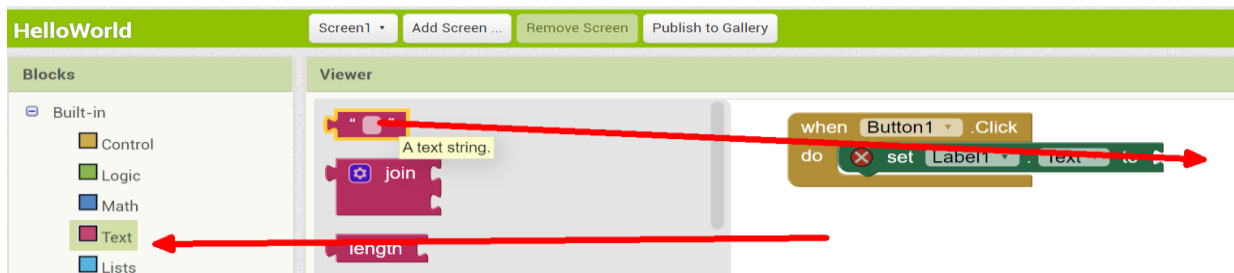 HelloWorld
Screen1 Add Screen ... Remove Screen Publish to Gallery
Blocks
Viewer
Built-in
Control
Logic
Math
Text
Lists
" "
A text string.
join
length
when Button1 .Click
do set Label1 . Text to